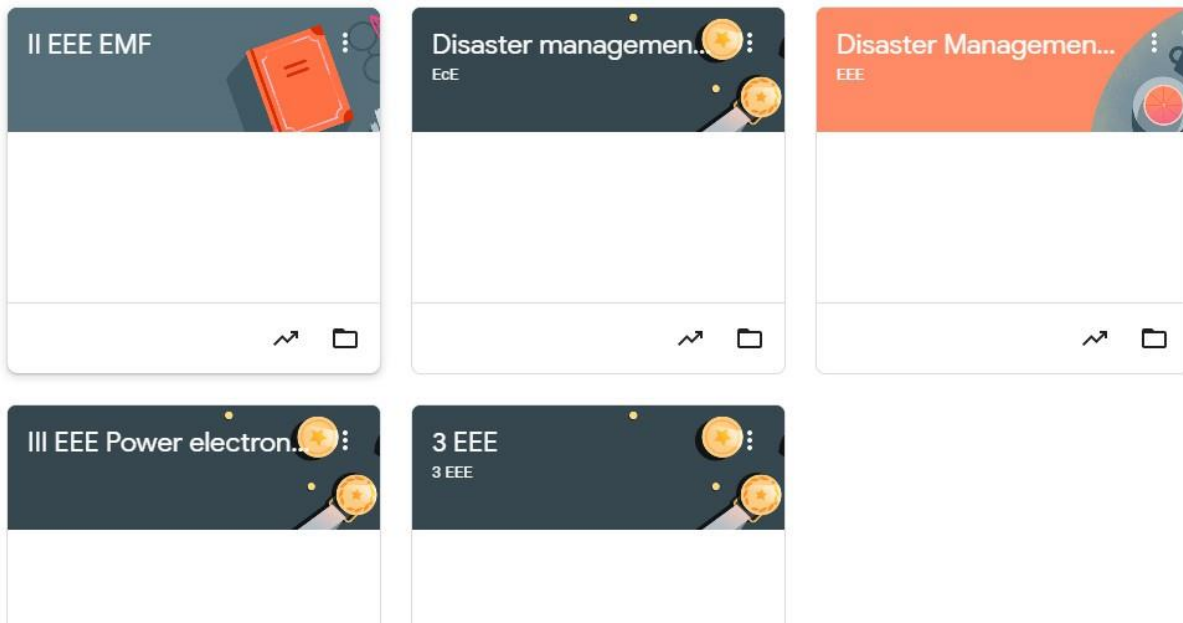 II EEE EMF
Disaster managemen...
EcE
Disaster Managemen...
EEE
III EEE Power electron...
3 EEE
3 EEE